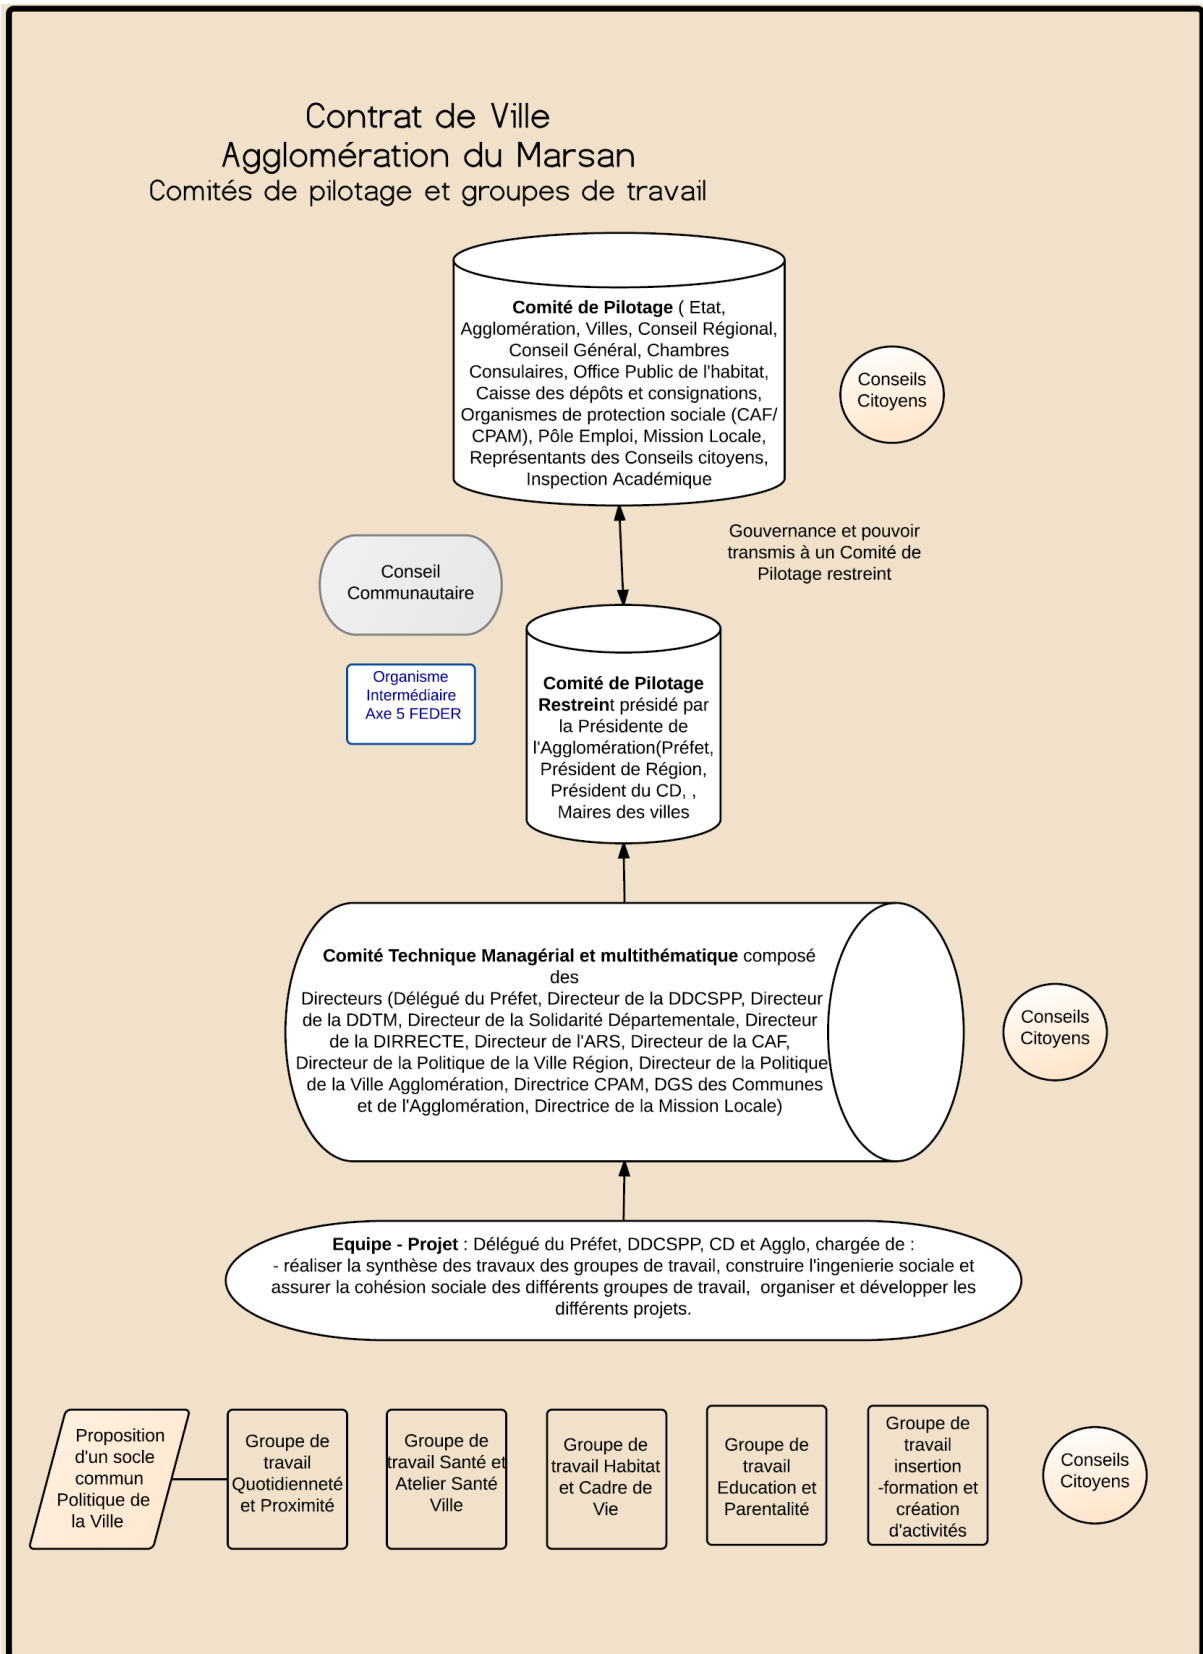 Contrat de Ville
Agglomération du Marsan
Comités de pilotage et groupes de travail
Comité de Pilotage ( Etat,
Agglomération, Villes, Conseil Régional,
Conseil Général, Chambres
Consulaires, Office Public de l'habitat,
Caisse des dépôts et consignations,
Organismes de protection sociale (CAF/
CPAM), Pôle Emploi, Mission Locale,
Représentants des Conseils citoyens,
Inspection Académique
Conseils
Citoyens
Gouvernance et pouvoir
transmis à un Comité de
Pilotage restreint
Conseil
Communautaire
Organisme
Intermédiaire
Axe 5 FEDER
Comité de Pilotage
Restreint présidé par
la Présidente de
l'Agglomération(Préfet,
Président de Région,
Président du CD, ,
Maires des villes
Comité Technique Managérial et multithématique composé
des
Directeurs (Délégué du Préfet, Directeur de la DDCSPP, Directeur
de la DDTM, Directeur de la Solidarité Départementale, Directeur
de la DIRRECTE, Directeur de l'ARS, Directeur de la CAF,
Directeur de la Politique de la Ville Région, Directeur de la Politique
de la Ville Agglomération, Directrice CPAM, DGS des Communes
et de l'Agglomération, Directrice de la Mission Locale)
Conseils
Citoyens
Equipe - Projet : Délégué du Préfet, DDCSPP, CD et Agglo, chargée de :
- réaliser la synthèse des travaux des groupes de travail, construire l'ingenierie sociale et
assurer la cohésion sociale des différents groupes de travail,  organiser et développer les
différents projets.
Proposition
d'un socle
commun
Politique de
la Ville
Groupe de
travail
Quotidienneté
et Proximité
Groupe de
travail Santé et
Atelier Santé
Ville
Groupe de
travail Habitat
et Cadre de
Vie
Groupe de
travail
Education et
Parentalité
Groupe de
travail
insertion
-formation et
création
d'activités
Conseils
Citoyens